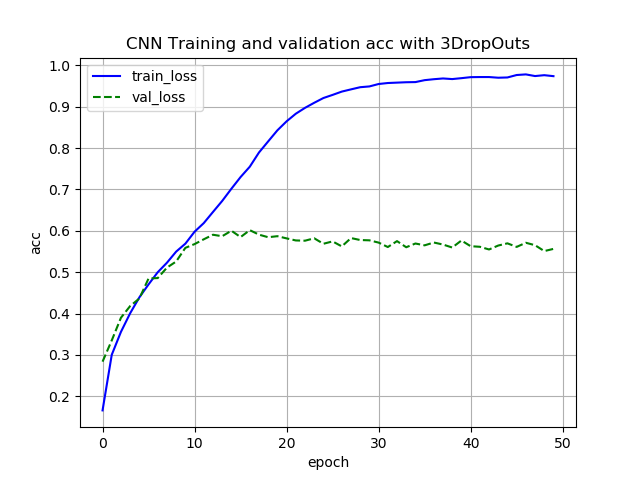 CNN Training and validation acc with 3DropOuts
train_loss
val_loss
1.0
0.9
0.8
0.7
0.6
0.5
0.4
0.3
0.2
acc
0 10 20 30 40 50
epoch